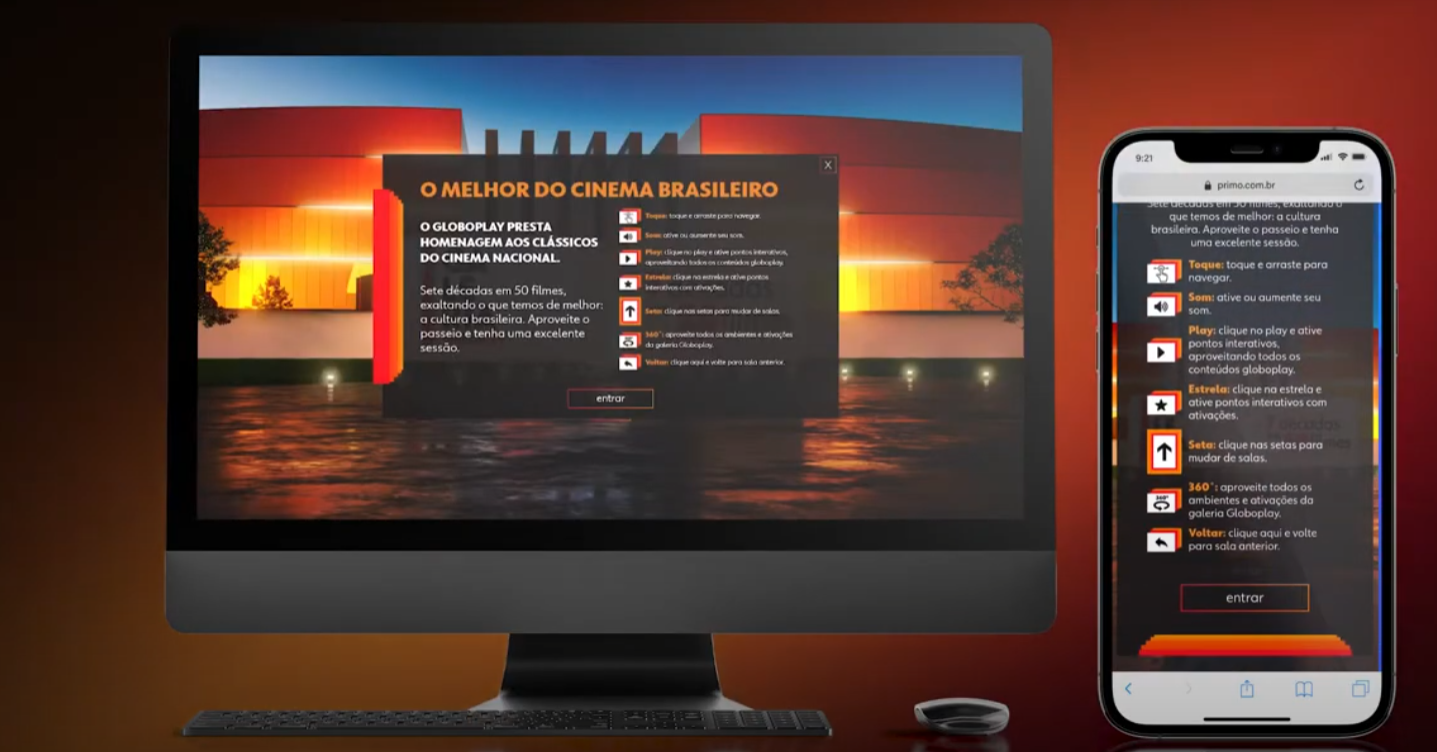 X
O MELHOR DO CINEMA BRASILEIRO
O GLOBOPLAY PRESTA
HOMENAGEM AOS CLÁSSICOS
DO CINEMA NACIONAL.
Sete décadas em 50 filmes,
exaltando o que temos de melhor:
a cultura brasileira. Aproveite o
passeio e tenha uma excelente
sessão.
Toque: toque e arraste para navegar.
Som: ative ou aumente seu som.
Play: clique no play e ative pontos interativos,
aproveitando todos os conteúdos globoplay.
Estrela: clique na estrela e ative pontos
interativos com ativações.
Seta: clique nas setas para mudar de salas.
360°: aproveite todos os ambientes e ativações
da galeria Globoplay.
Voltar: clique aqui e volte para sala anterior.
entrar
9:21
primo.com.br
Sete décadas em 50 filmes, exaltando o
que temos de melhor: a cultura
brasileira. Aproveite o passeio e tenha
uma excelente sessão.
Toque: toque e arraste para
navegar.
Som: ative ou aumente seu
som.
Play: clique no play e ative
pontos interativos,
aproveitando todos os
conteúdos globoplay.
Estrela: clique na estrela e
ative pontos interativos com
ativações.
Seta: clique nas setas para
mudar de salas.
360°: aproveite todos os
ambientes e ativações da
galeria Globoplay.
Voltar: clique aqui e volte
para sala anterior.
entrar